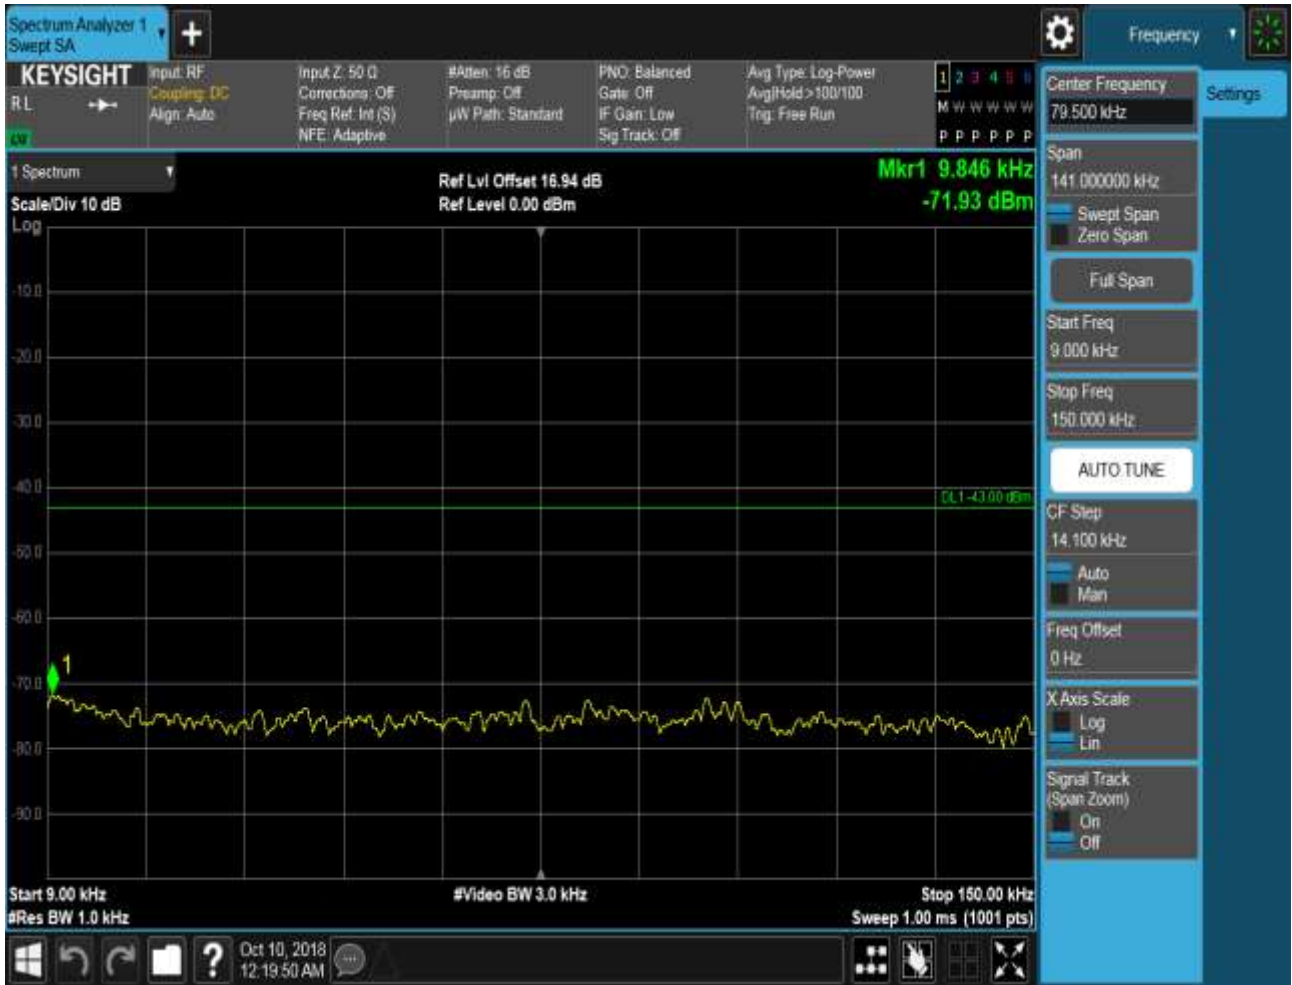 Spectrum Analyzer 1
Swept SA
Frequency
KEYSIGHT
RL
Input: RF
Coupling: DC
Align: Auto
Input Z: 50 Ω
Corrections: Off
Freq Ref: Int (S)
NFE: Adaptive
#Atten: 16 dB
Preamp: Off
µW Path: Standard
PNO: Balanced
Gate: Off
IF Gain: Low
Sig Track: Off
Avg Type: Log-Power
Avg|Hold:>100/100
Trig: Free Run
1 2 3 4 5 6
M W W W W W
P P P P P P
1 Spectrum
Scale/Div 10 dB
Log
Ref Lvl Offset 16.94 dB
Ref Level 0.00 dBm
Mkr1 9.846 kHz
-71.93 dBm
-10.0
-20.0
-30.0
-40.0
-50.0
-60.0
-70.0
-80.0
-90.0
DL1 -43.00 dBm
1
Start 9.00 kHz
#Res BW 1.0 kHz
#Video BW 3.0 kHz
Stop 150.00 kHz
Sweep 1.00 ms (1001 pts)
Center Frequency
79.500 kHz
Settings
Span
141.000000 kHz
Swept Span
Zero Span
Full Span
Start Freq
9.000 kHz
Stop Freq
150.000 kHz
AUTO TUNE
CF Step
14.100 kHz
Auto
Man
Freq Offset
0 Hz
X Axis Scale
Log
Lin
Signal Track
(Span Zoom)
On
Off
?
Oct 10, 2018
12:19:50 AM